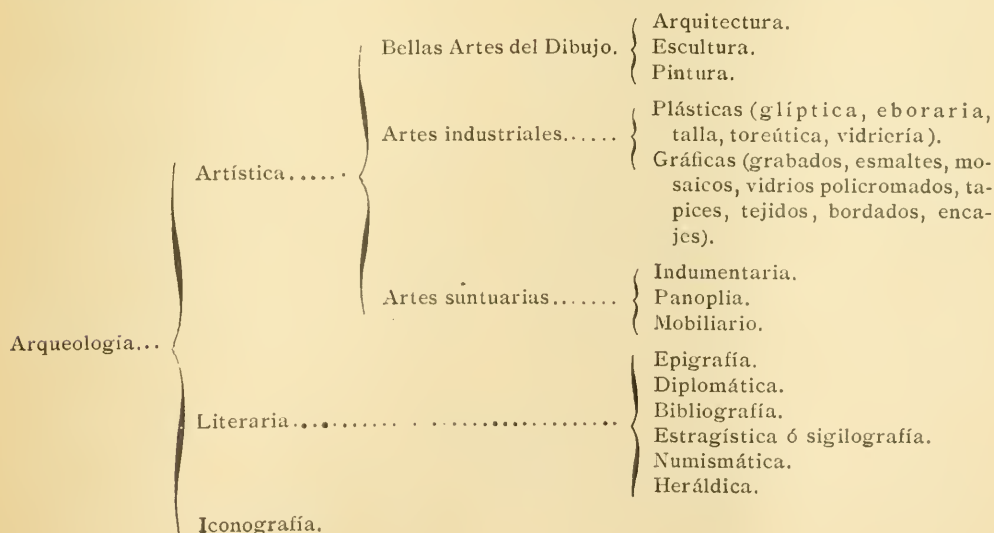 Bellas Artes del Dibujo.
Arquitectura.
Escultura.
Pintura.
Artes industriales......
Plásticas (glíptica, eboraria,
talla, toreútica, vidriería).
Gráficas (grabados, esmaltes, mo-
saicos, vidrios policromados, ta-
pices, tejidos, bordados, enca-
jes).
Artística......
Artes suntuarias.......
Indumentaria.
Panoplia.
Mobiliario.
Arqueología...
Literaria......................................
Epigrafía.
Diplomática.
Bibliografía.
Estragística ó sigilografía.
Numismática.
Heráldica.
Iconografía.